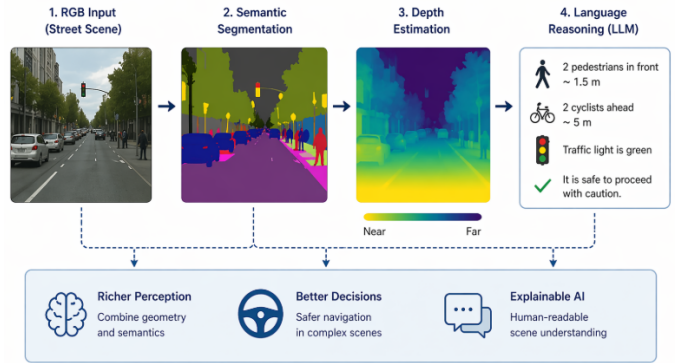 1. RGB Input
(Street Scene)
2. Semantic
Segmentation
3. Depth
Estimation
4. Language
Reasoning (LLM)
2 pedestrians in front
~ 1.5 m
2 cyclists ahead
~ 5 m
Traffic light is green
It is safe to proceed
with caution.
Near
Far
Richer Perception
Combine geometry
and semantics
Better Decisions
Safer navigation
in complex scenes
Explainable AI
Human-readable
scene understanding